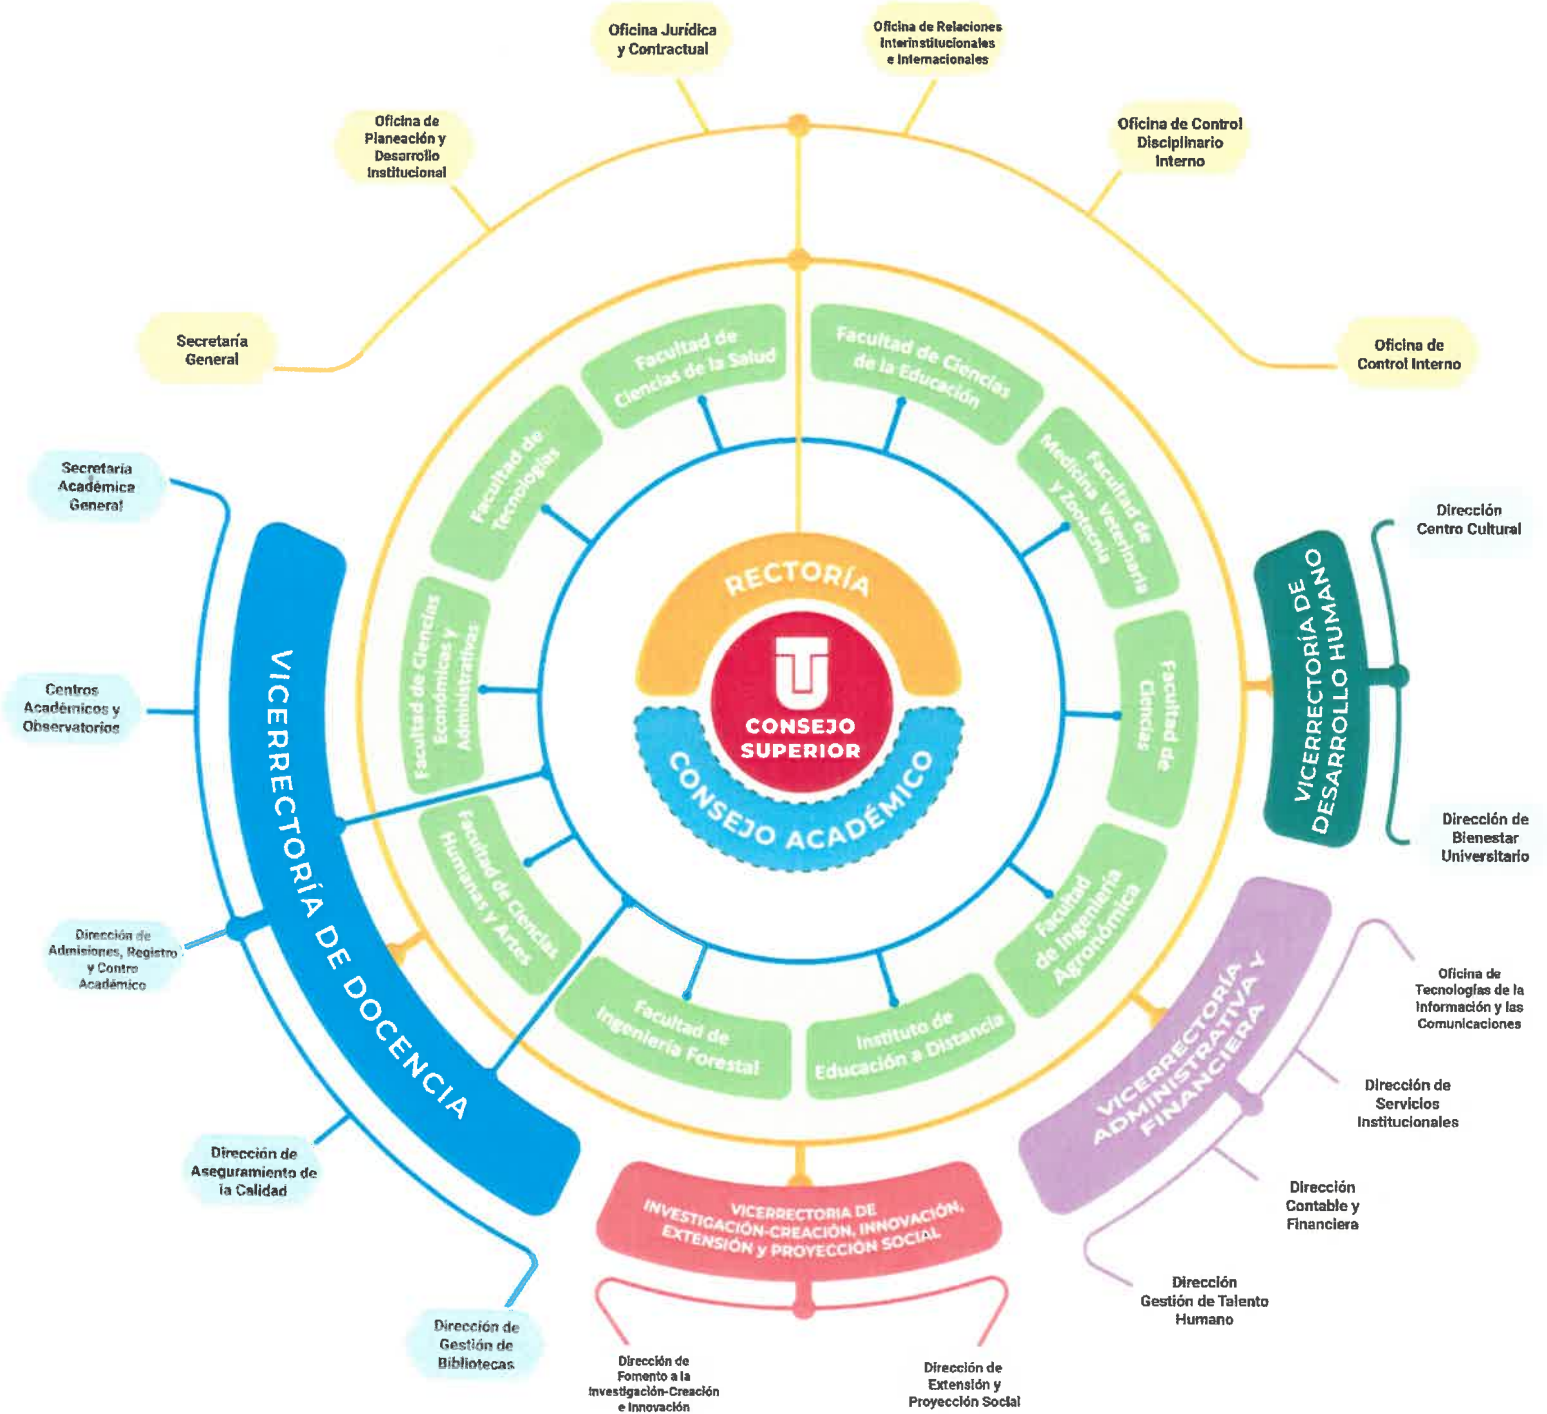 Oficina Jurídica
y Contractual
Oficina de Relaciones
Interinstitucionales
e Internacionales
Oficina de
Planeación y
Desarrollo
Institucional
Oficina de Control
Disciplinario
Interno
Secretaría
General
Oficina de
Control Interno
Facultad de
Ciencias de la Salud
Facultad de Ciencias
de la Educación
Facultad de
Tecnologías
Facultad de
Medicina Veterinaria
y Zootecnia
Facultad de Ciencias
Económicas y
Administrativas
Facultad de
Ciencias
Facultad de Ciencias
Humanas y Artes
Facultad
de Ingeniería
Agronómica
Facultad de
Ingeniería Forestal
Instituto de
Educación a Distancia
RECTORÍA
CONSEJO
SUPERIOR
CONSEJO ACADÉMICO
Secretaría
Académica
General
Centros
Académicos y
Observatorios
Dirección de
Admisiones, Registro
y Contro
Académico
Dirección de
Aseguramiento de
la Calidad
Dirección de
Gestión de
Bibliotecas
VICERRECTORÍA DE DOCENCIA
VICERRECTORÍA DE
DESARROLLO HUMANO
Dirección
Centro Cultural
Dirección de
Bienestar
Universitario
VICERRECTORÍA
ADMINISTRATIVA Y
FINANCIERA
Oficina de
Tecnologías de la
Información y las
Comunicaciones
Dirección de
Servicios
Institucionales
Dirección
Contable y
Financiera
Dirección
Gestión de Talento
Humano
VICERRECTORIA DE
INVESTIGACIÓN-CREACIÓN, INNOVACIÓN,
EXTENSIÓN y PROYECCIÓN SOCIAL
Dirección de
Fomento a la
Investigación-Creación
e Innovación
Dirección de
Extensión y
Proyección Social